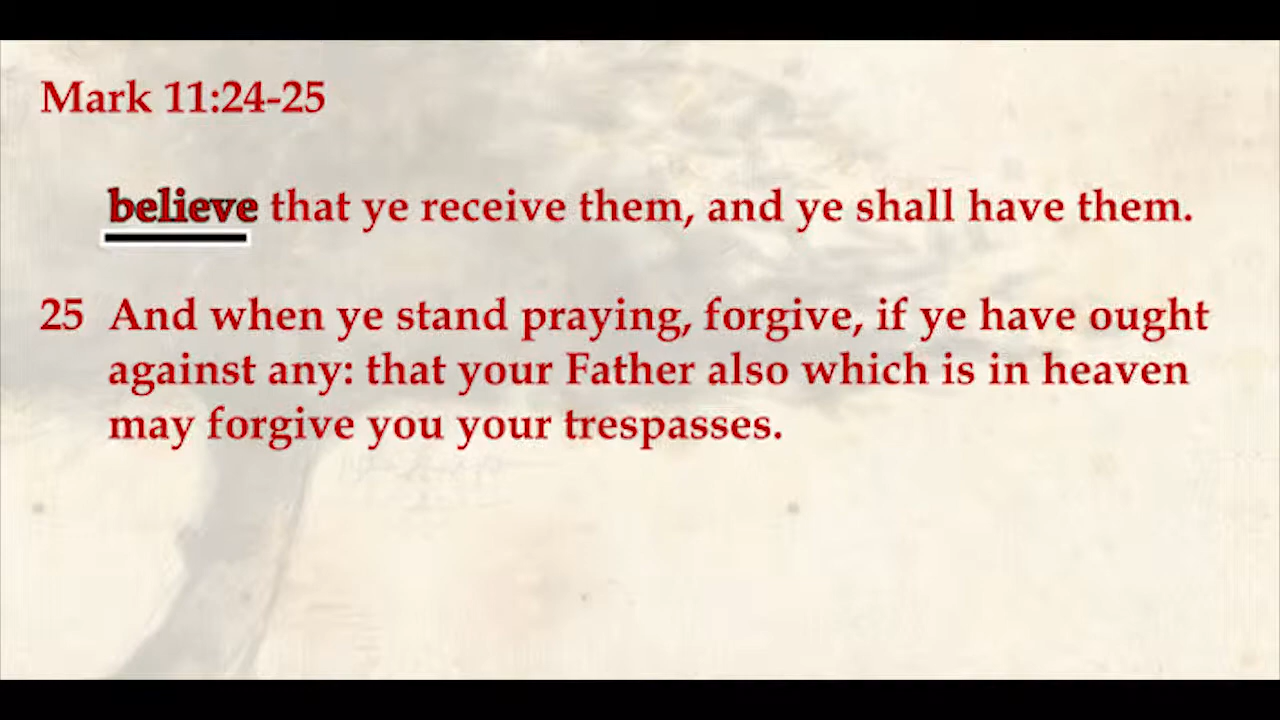 Mark 11:24-25
believe that ye receive them, and ye shall have them.
25 And when ye stand praying, forgive, if ye have ought
against any: that your Father also which is in heaven
may forgive you your trespasses.